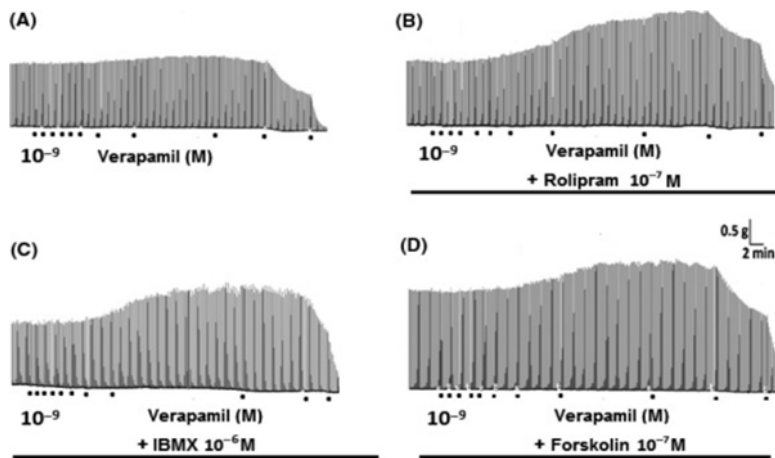 (A)
10⁻⁹ Verapamil (M)
(B)
10⁻⁹ Verapamil (M)
+ Rolipram 10⁻⁷ M
(C)
10⁻⁹ Verapamil (M)
+ IBMX 10⁻⁶ M
(D)
0.5 g
2 min
10⁻⁹ Verapamil (M)
+ Forskolin 10⁻⁷ M